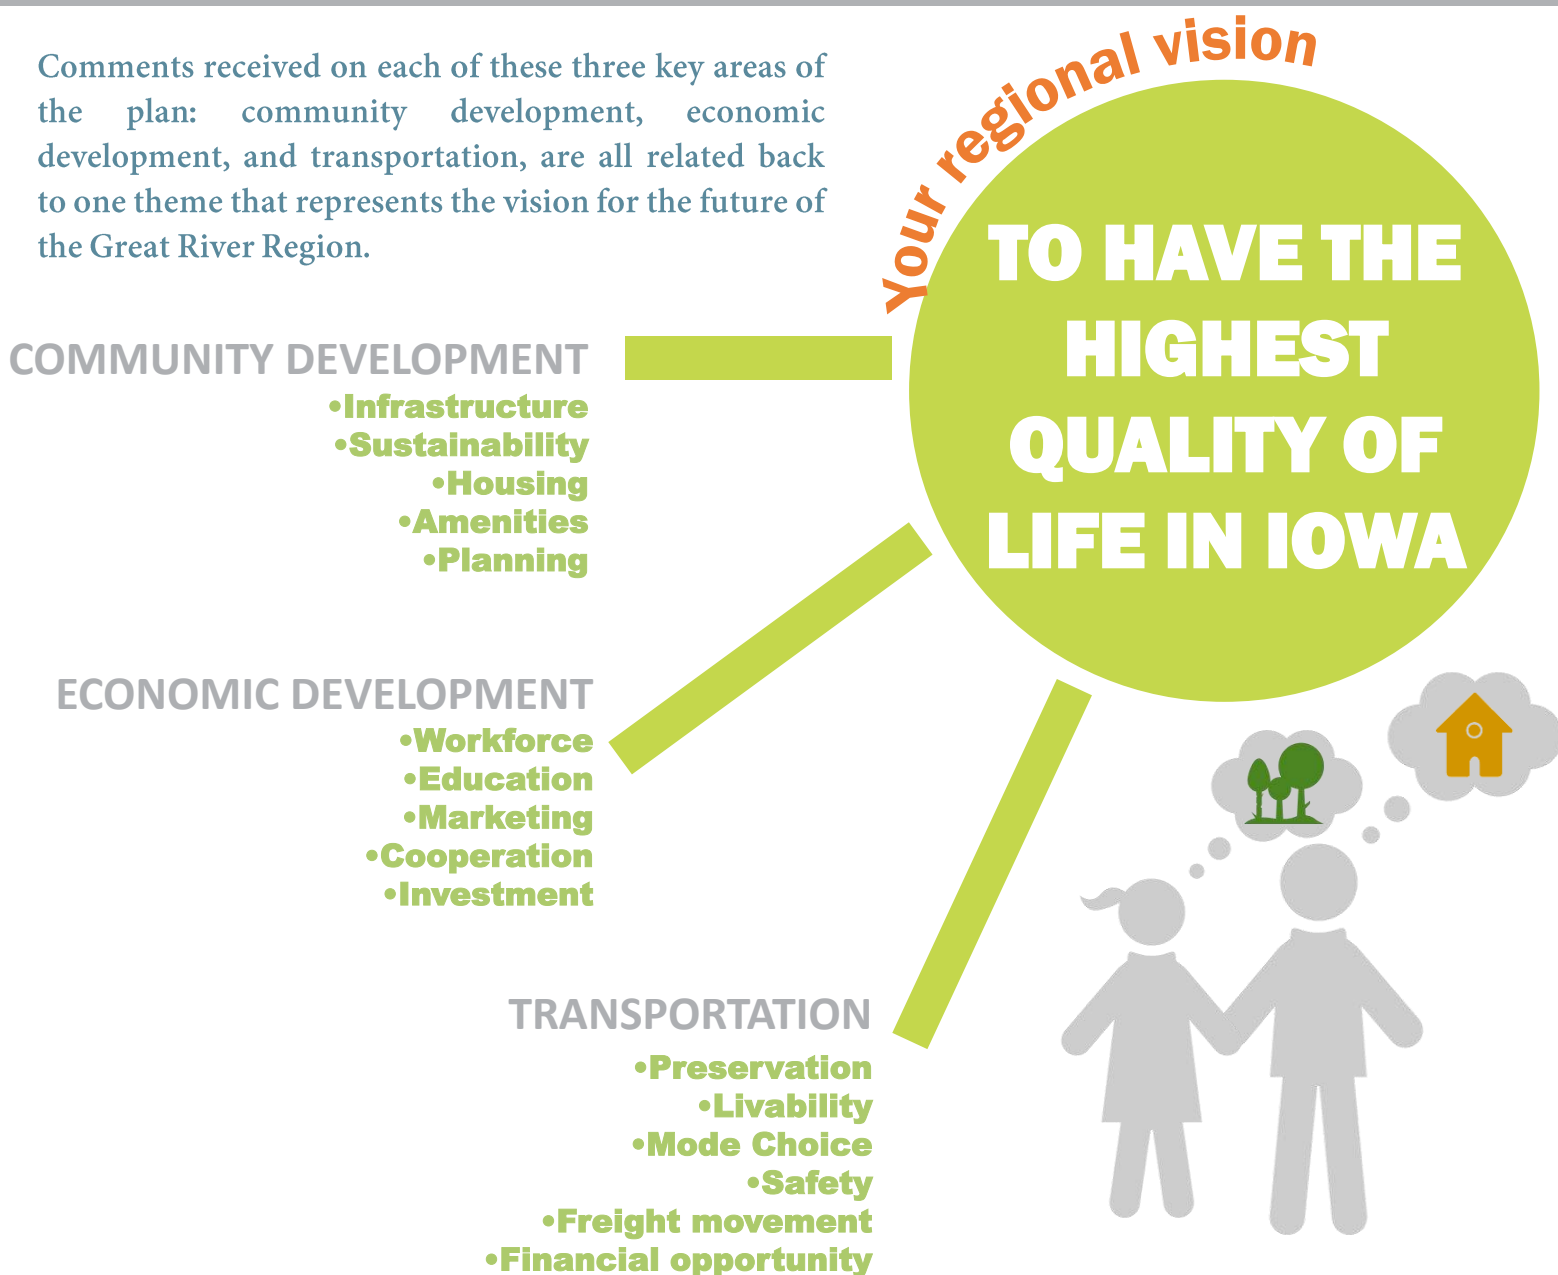 Comments received on each of these three key areas of
the plan: community development, economic
development, and transportation, are all related back
to one theme that represents the vision for the future of
the Great River Region.
Your regional vision
TO HAVE THE
HIGHEST
QUALITY OF
LIFE IN IOWA
COMMUNITY DEVELOPMENT
•Infrastructure
•Sustainability
•Housing
•Amenities
•Planning
ECONOMIC DEVELOPMENT
•Workforce
•Education
•Marketing
•Cooperation
•Investment
TRANSPORTATION
•Preservation
•Livability
•Mode Choice
•Safety
•Freight movement
•Financial opportunity